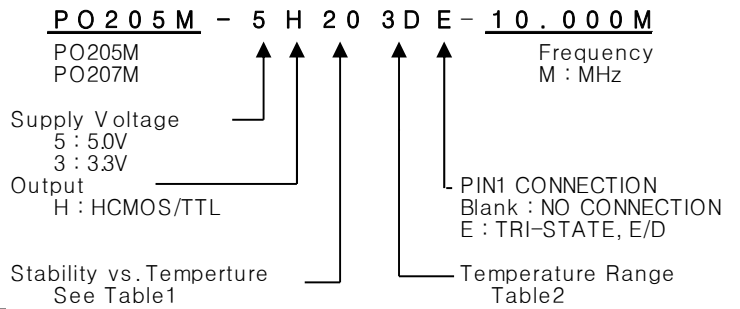 PO205M - 5 H 20 3D E - 10.000M
PO205M
PO207M
Frequency
M : MHz
Supply Voltage
5 : 5.0V
3 : 3.3V
Output
H : HCMOS/TTL
PIN1 CONNECTION
Blank : NO CONNECTION
E : TRI-STATE, E/D
Stability vs. Temperture
See Table1
Temperature Range
Table2